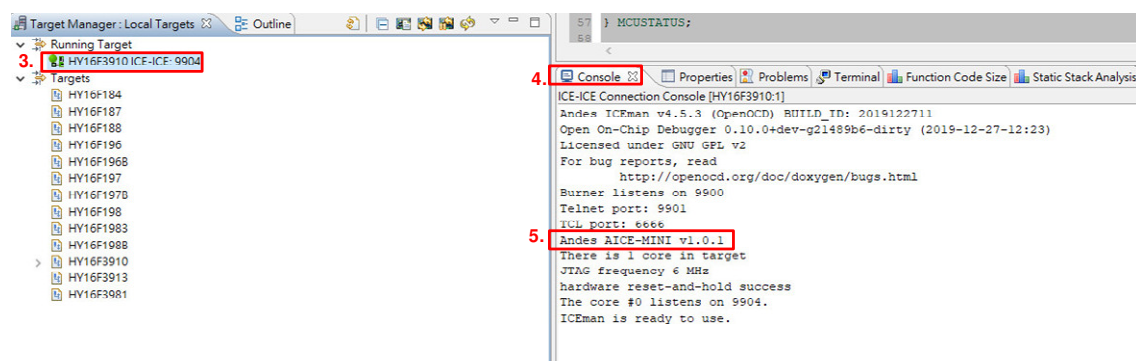 Target Manager : Local Targets
Outline
Running Target
3. HY16F3910 ICE-ICE: 9904
Targets
HY16F184
HY16F187
HY16F188
HY16F196
HY16F196B
HY16F197
HY16F197B
HY16F198
HY16F1983
HY16F198B
HY16F3910
HY16F3913
HY16F3981
57 } MCUSTATUS;
58
4. Console
Properties
Problems
Terminal
Function Code Size
Static Stack Analysis
ICE-ICE Connection Console [HY16F3910:1]
Andes ICEman v4.5.3 (OpenOCD) BUILD_ID: 2019122711
Open On-Chip Debugger 0.10.0+dev-g21489b6-dirty (2019-12-27-12:23)
Licensed under GNU GPL v2
For bug reports, read
http://openocd.org/doc/doxygen/bugs.html
Burner listens on 9900
Telnet port: 9901
TCL port: 6666
5. Andes AICE-MINI v1.0.1
There is 1 core in target
JTAG frequency 6 MHz
hardware reset-and-hold success
The core #0 listens on 9904.
ICEman is ready to use.